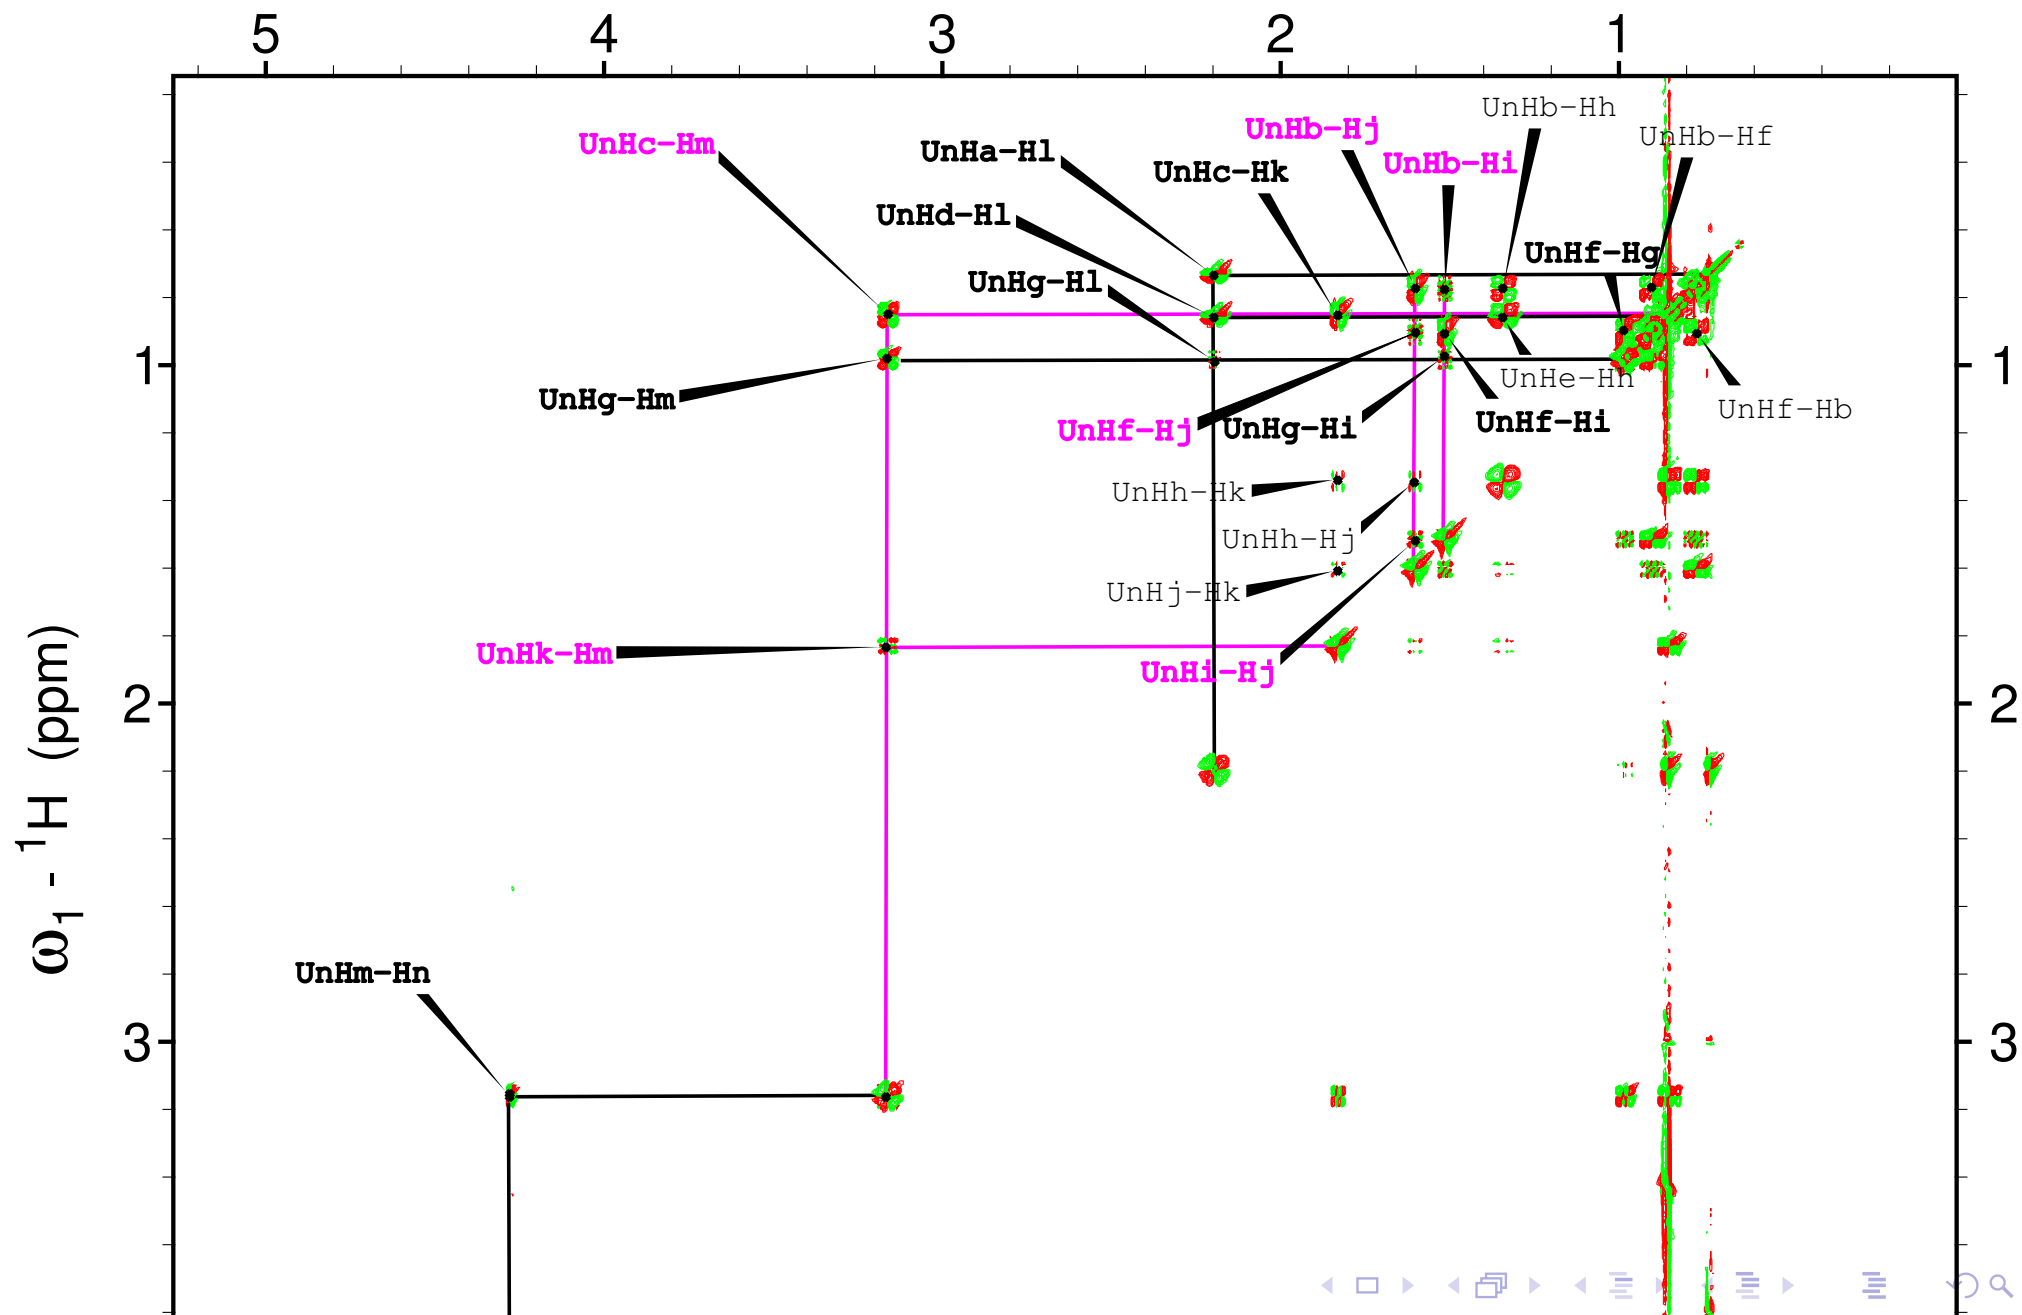 5 4 3 2 1
UnHb-Hh
UnHc-Hm
UnHb-Hj
UnHb-Hf
UnHa-Hl
UnHb-Hi
UnHc-Hk
UnHd-Hl
UnHf-Hg
UnHg-Hl
1 1
UnHe-Hh
UnHg-Hm
UnHf-Hb
UnHf-Hj
UnHg-Hi
UnHf-Hi
UnHh-Hk
UnHh-Hj
UnHj-Hk
UnHk-Hm
UnHi-Hj
2 2
ω1 - 1H (ppm)
UnHm-Hn
3 3